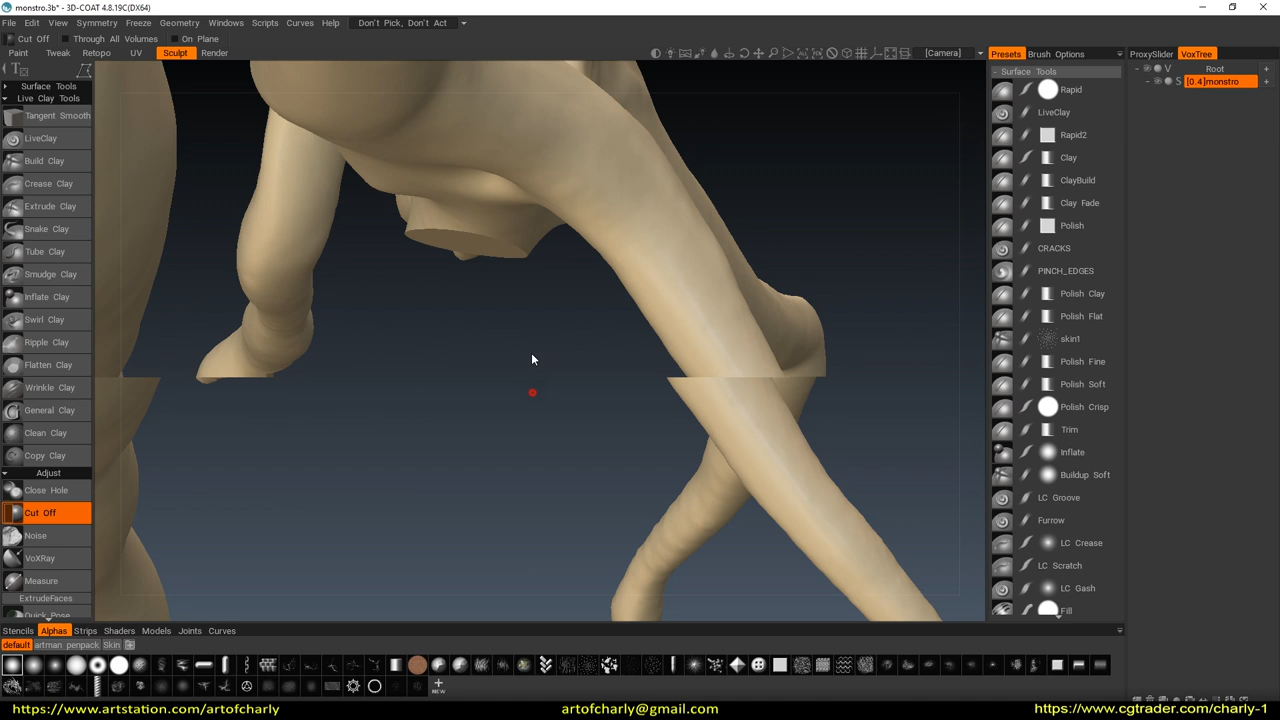 monstro.3b* - 3D-COAT 4.8.19C(DX64)
File Edit View Symmetry Freeze Geometry Windows Scripts Curves Help Don't Pick, Don't Act
Cut Off Through All Volumes On Plane
Paint Tweak Retopo UV Sculpt Render [Camera] Presets Brush Options ProxySlider VoxTree
Surface Tools
Live Clay Tools
Tangent Smooth
LiveClay
Build Clay
Crease Clay
Extrude Clay
Snake Clay
Tube Clay
Smudge Clay
Inflate Clay
Swirl Clay
Ripple Clay
Flatten Clay
Wrinkle Clay
General Clay
Clean Clay
Copy Clay
Adjust
Close Hole
Cut Off
Noise
VoXRay
Measure
ExtrudeFaces
Quick Pose
Surface Tools
Rapid
LiveClay
Rapid2
Clay
ClayBuild
Clay Fade
Polish
CRACKS
PINCH_EDGES
Polish Clay
Polish Flat
skin1
Polish Fine
Polish Soft
Polish Crisp
Trim
Inflate
Buildup Soft
LC Groove
Furrow
LC Crease
LC Scratch
LC Gash
Fill
V Root +
S [0.4]monstro +
Stencils Alphas Strips Shaders Models Joints Curves
default artman penpack Skin
NEW
https://www.artstation.com/artofcharly artofcharly@gmail.com https://www.cgtrader.com/charly-1